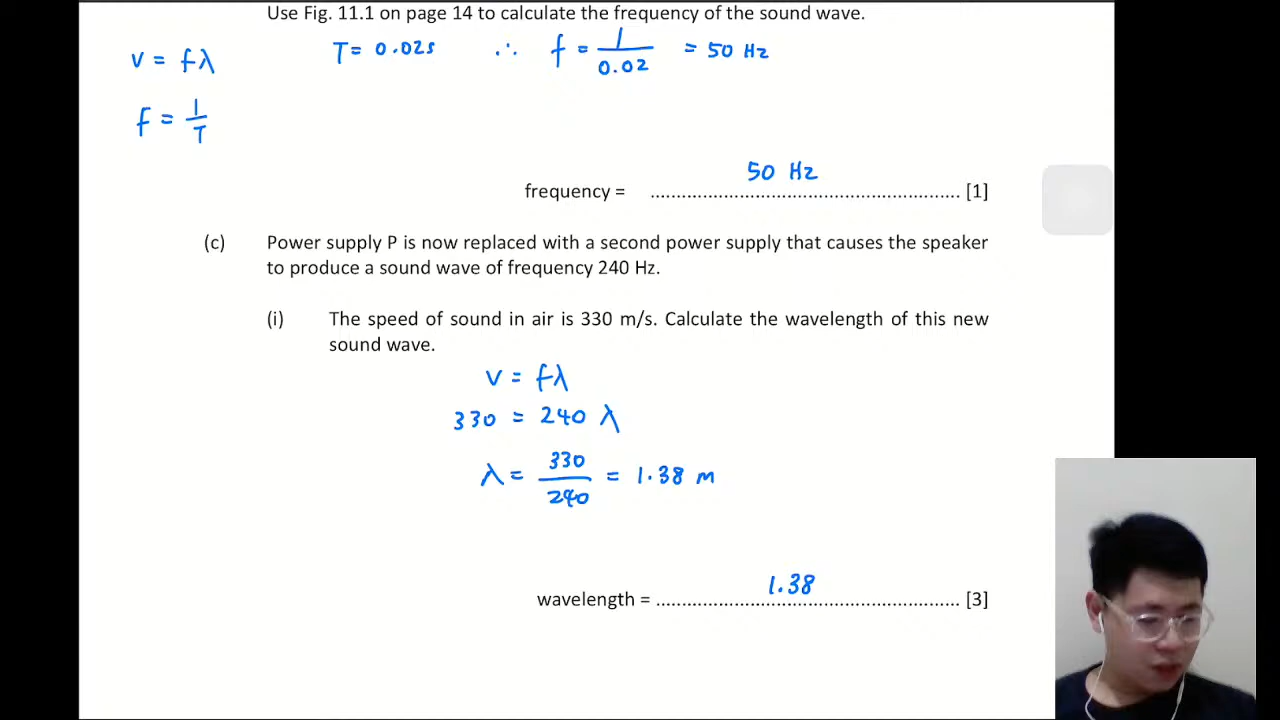 Use Fig. 11.1 on page 14 to calculate the frequency of the sound wave.
v = fλ
T = 0.02s ∴ f = 1/0.02 = 50 Hz
f = 1/T
50 Hz
frequency = ............................................................ [1]
(c) Power supply P is now replaced with a second power supply that causes the speaker
to produce a sound wave of frequency 240 Hz.
(i) The speed of sound in air is 330 m/s. Calculate the wavelength of this new
sound wave.
v = fλ
330 = 240 λ
λ = 330/240 = 1.38 m
1.38
wavelength = ........................................................... [3]